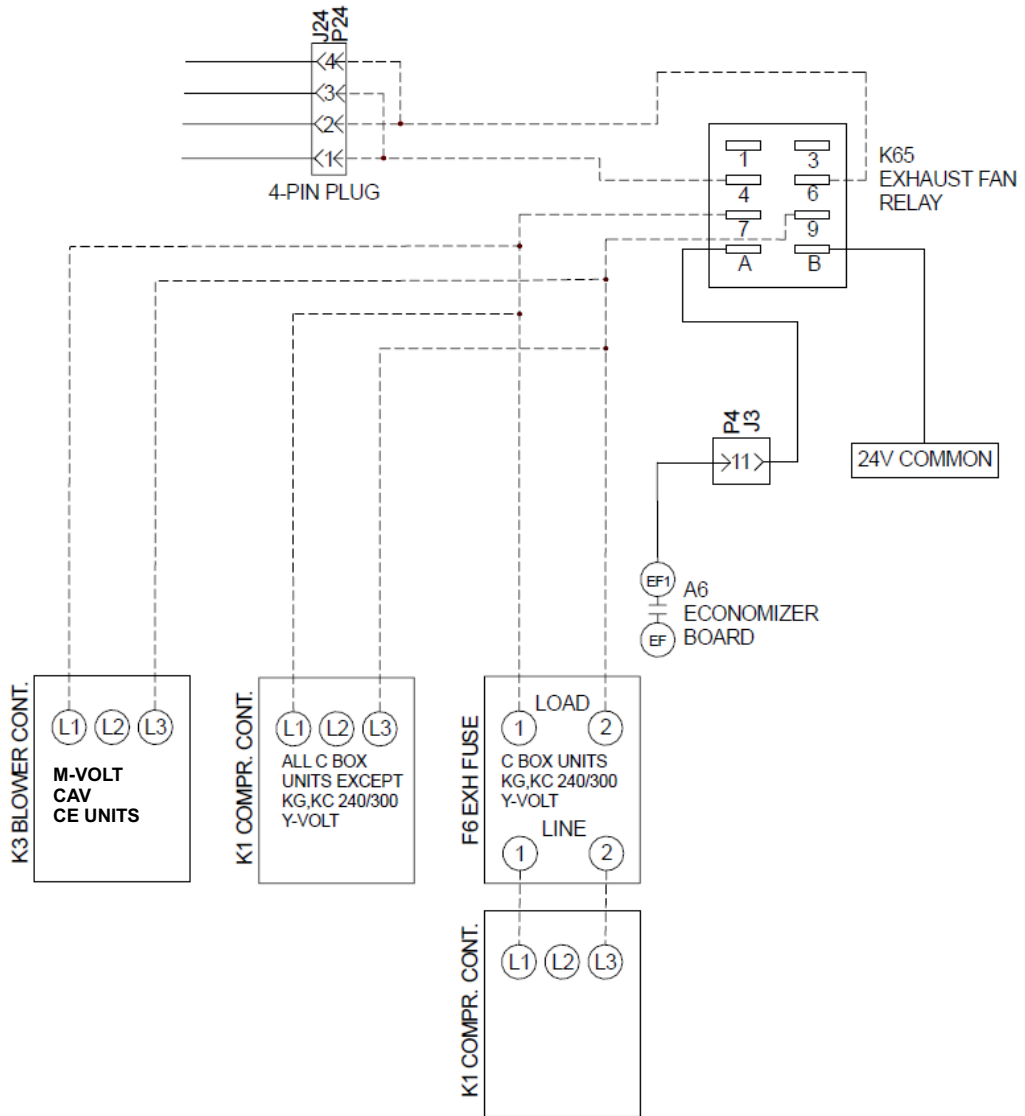 J24
P24
4
3
2
1
4-PIN PLUG
1
3
4
6
7
9
A
B
K65
EXHAUST FAN
RELAY
P4
J3
11
24V COMMON
EF1
EF
A6
ECONOMIZER
BOARD
K3 BLOWER CONT.
L1
L2
L3
M-VOLT
CAV
CE UNITS
K1 COMPR. CONT.
L1
L2
L3
ALL C BOX
UNITS EXCEPT
KG,KC 240/300
Y-VOLT
F6 EXH FUSE
LOAD
1
2
C BOX UNITS
KG,KC 240/300
Y-VOLT
LINE
1
2
K1 COMPR. CONT.
L1
L2
L3